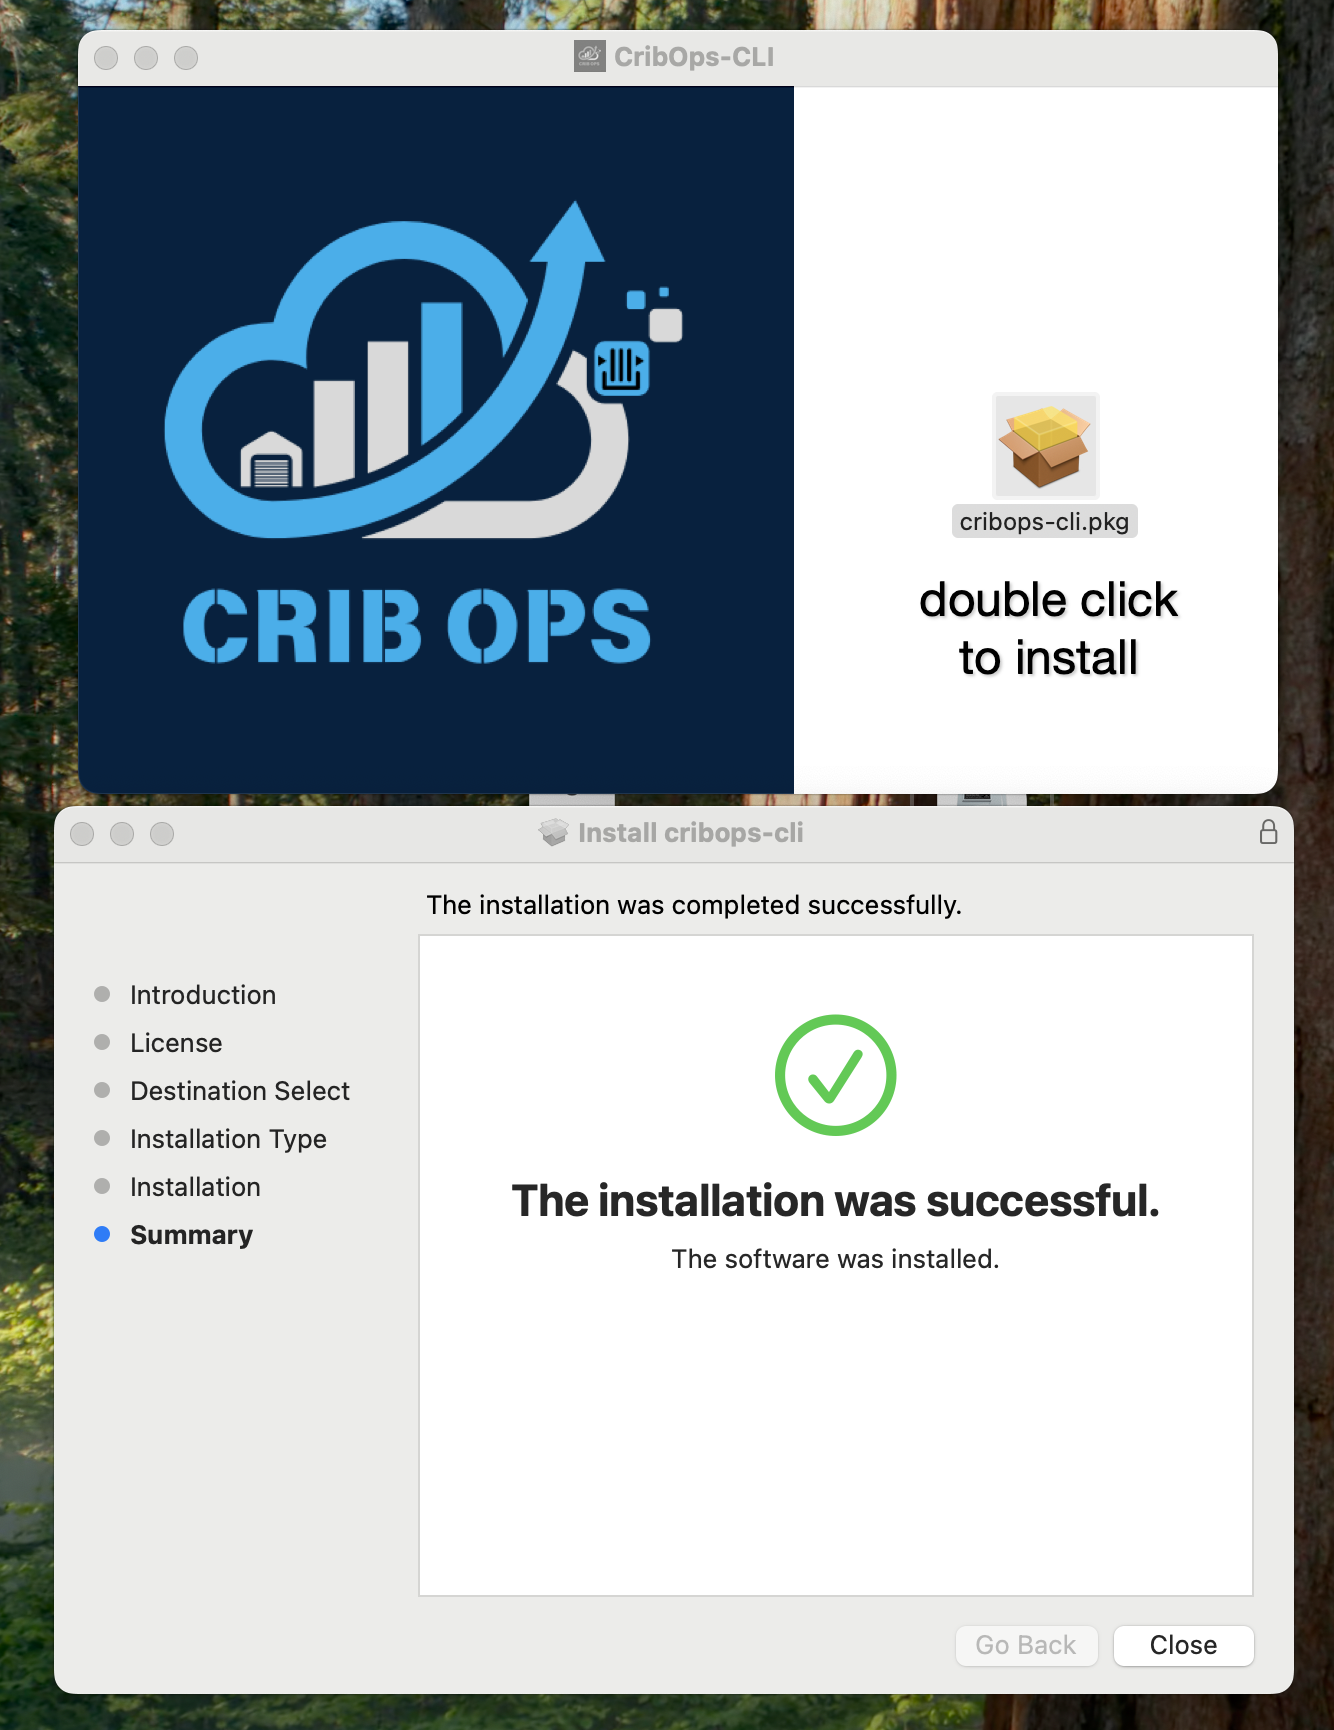 CribOps-CLI
CRIB OPS
cribops-cli.pkg
double click
to install
Install cribops-cli
The installation was completed successfully.
Introduction
License
Destination Select
Installation Type
Installation
Summary
The installation was successful.
The software was installed.
Go Back
Close